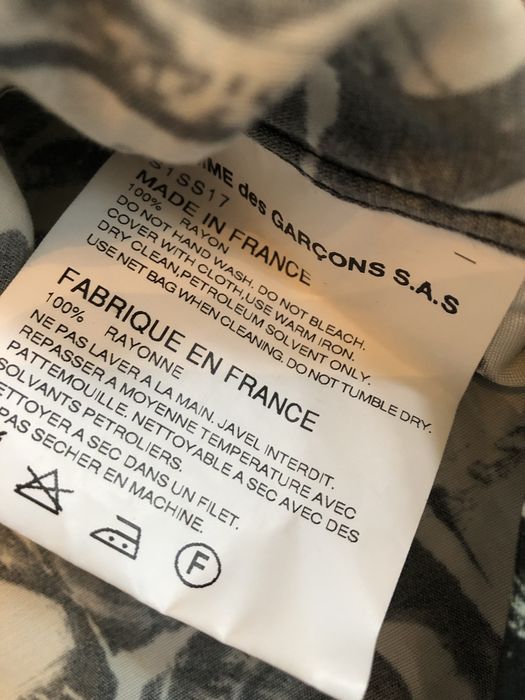 ME des GARÇONS S.A.S
S1SS17
MADE IN FRANCE
100% RAYON
DO NOT HAND WASH. DO NOT BLEACH.
COVER WITH CLOTH,USE WARM IRON.
DRY CLEAN,PETROLEUM SOLVENT ONLY.
USE NET BAG WHEN CLEANING. DO NOT TUMBLE DRY.
FABRIQUE EN FRANCE
100% RAYONNE
NE PAS LAVER A LA MAIN. JAVEL INTERDIT.
REPASSER A MOYENNE TEMPERATURE AVEC
PATTEMOUILLE. NETTOYABLE A SEC AVEC DES
SOLVANTS PETROLIERS.
ETTOYER A SEC DANS UN FILET.
PAS SECHER EN MACHINE.
F